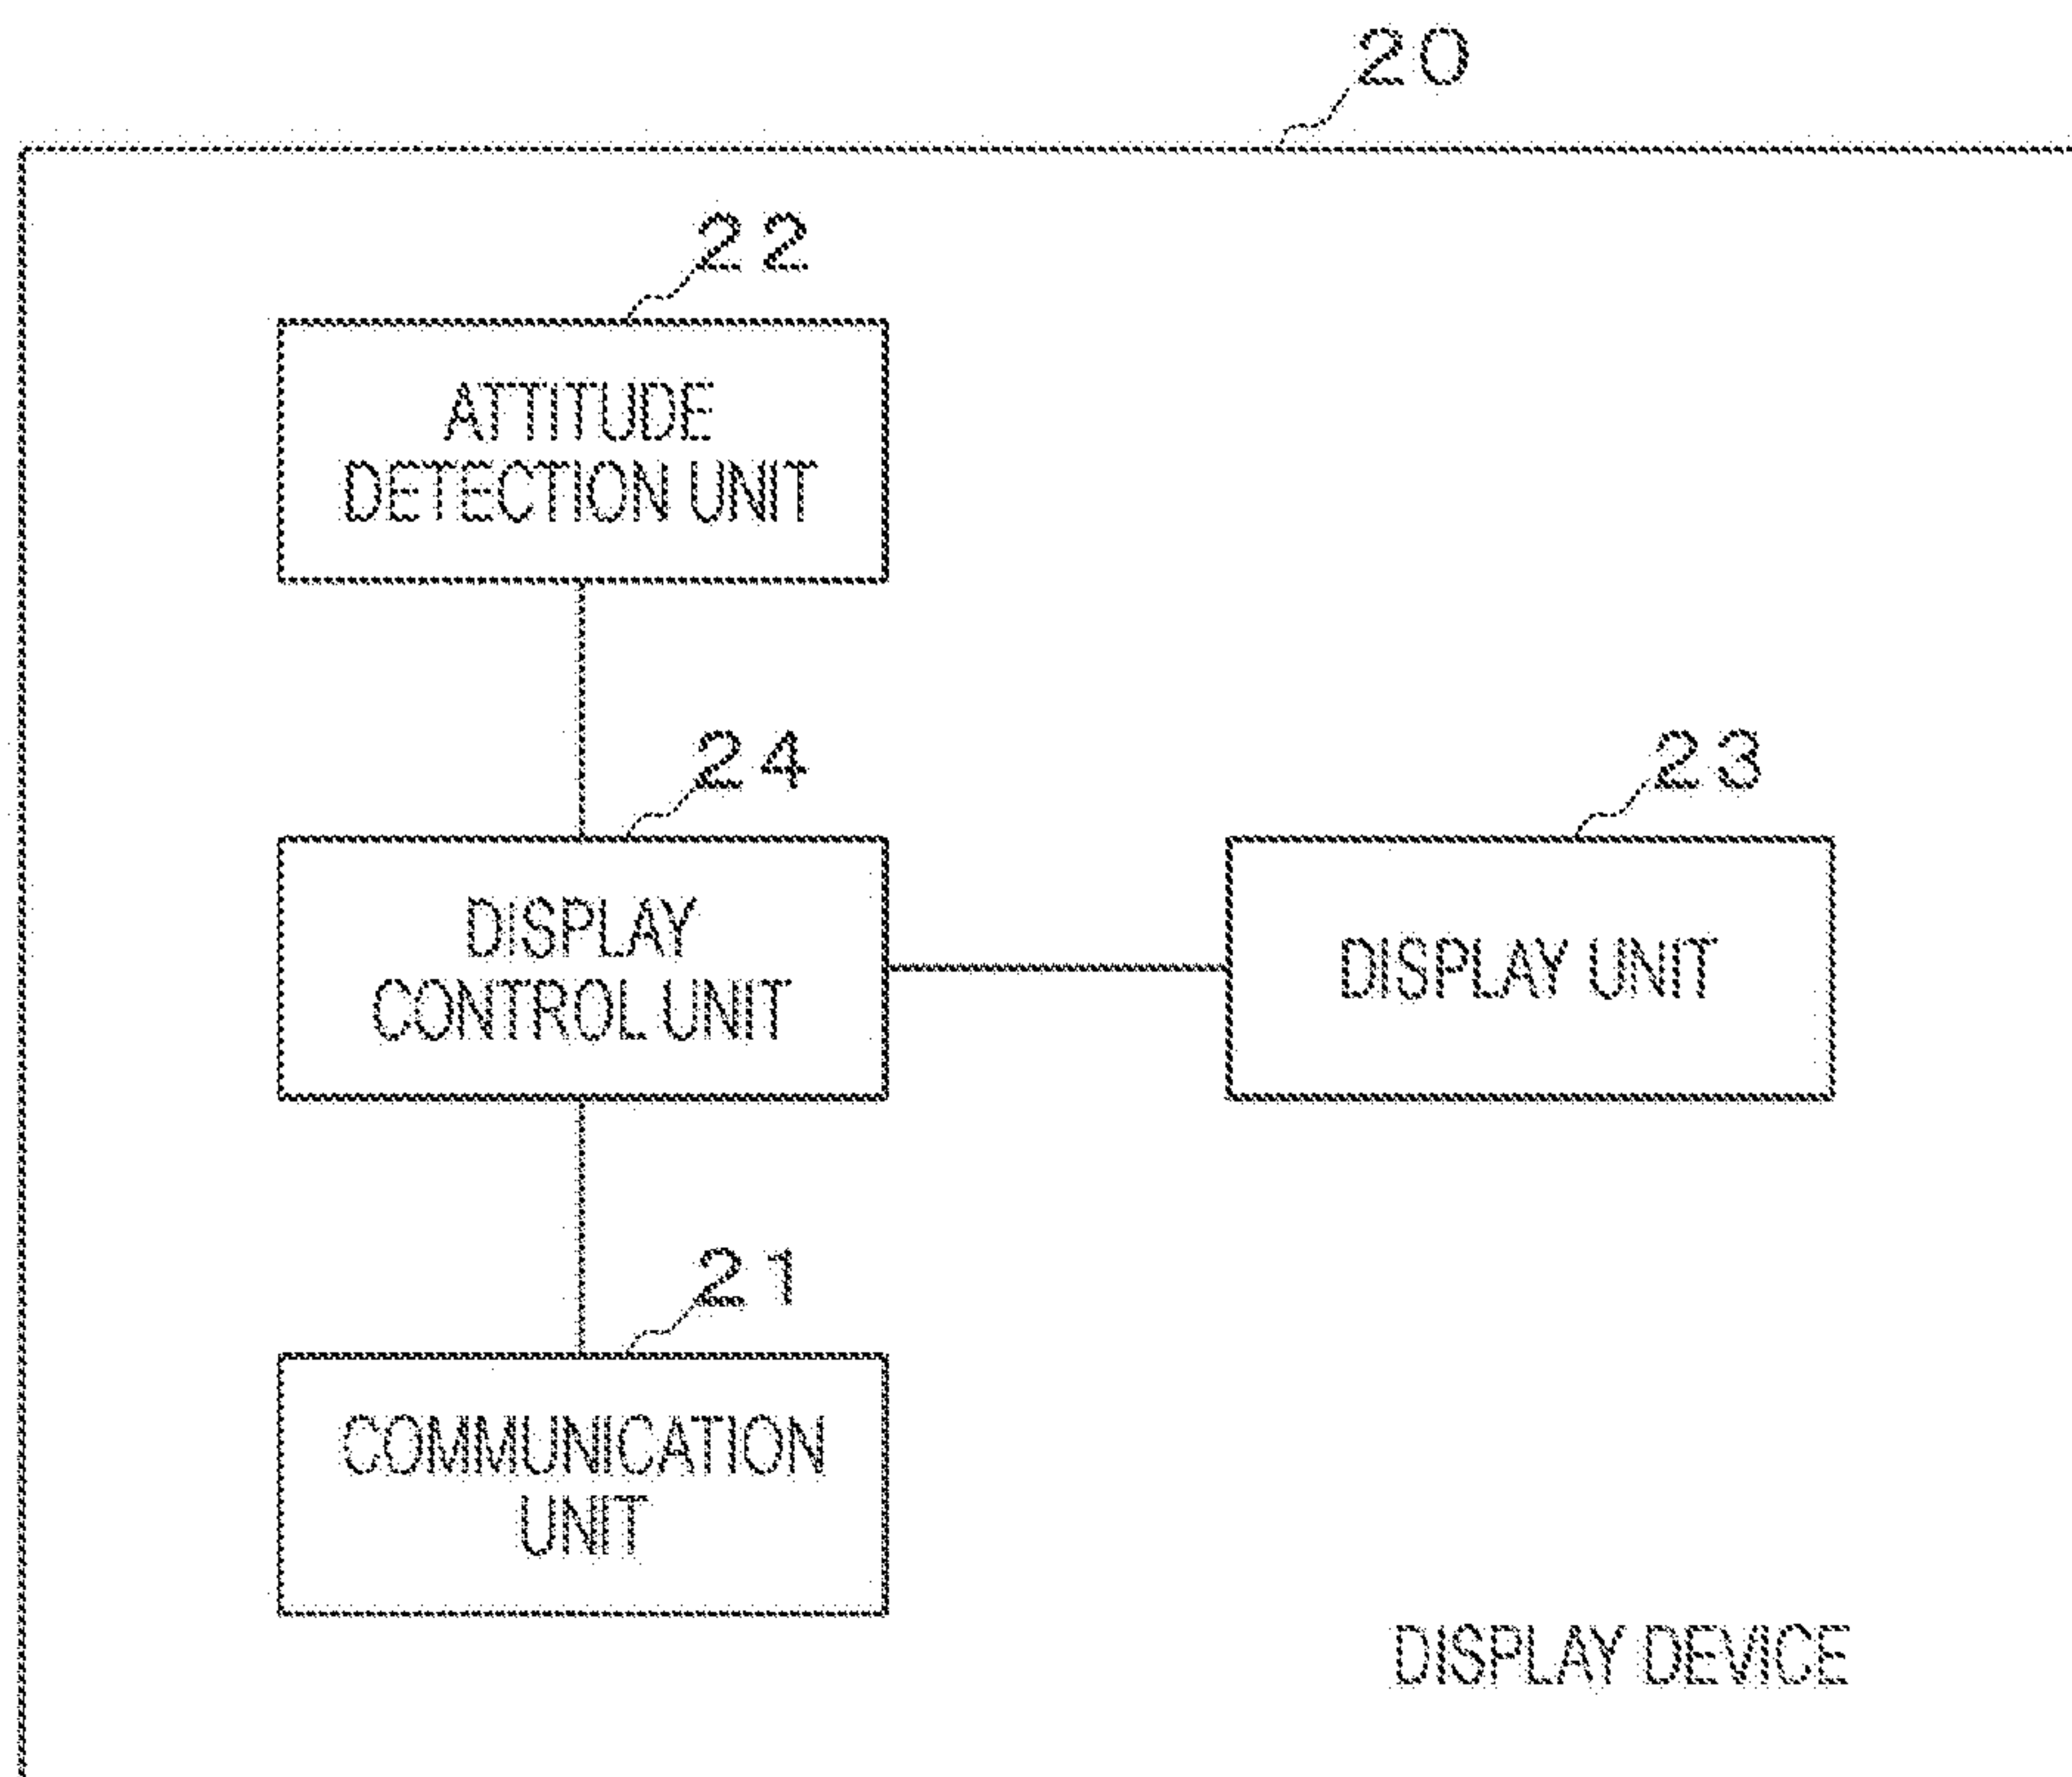 20
22
ATTITUDE
DETECTION UNIT
24
DISPLAY
CONTROL UNIT
23
DISPLAY UNIT
21
COMMUNICATION
UNIT
DISPLAY DEVICE